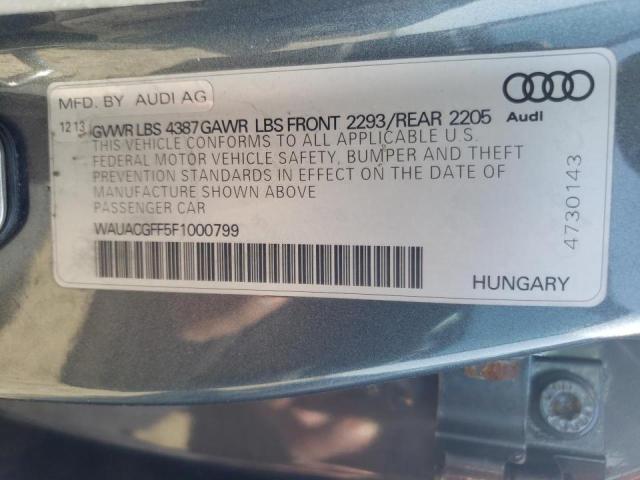 MFD. BY AUDI AG
Audi
12 13 GVWR LBS 4387 GAWR LBS FRONT 2293/REAR 2205
THIS VEHICLE CONFORMS TO ALL APPLICABLE U.S.
FEDERAL MOTOR VEHICLE SAFETY, BUMPER AND THEFT
PREVENTION STANDARDS IN EFFECT ON THE DATE OF
MANUFACTURE SHOWN ABOVE
PASSENGER CAR
WAUACGFF5F1000799
HUNGARY
4730143